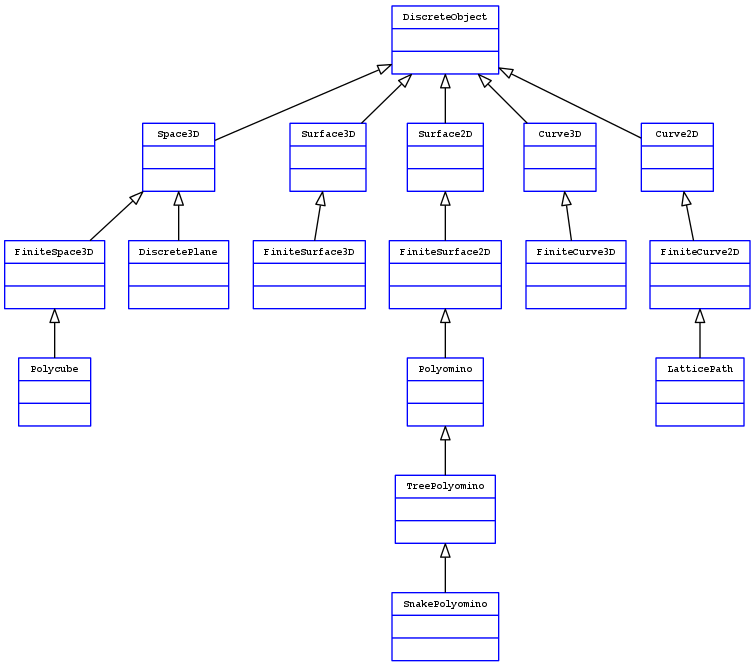 DiscreteObject
Space3D
Surface3D
Surface2D
Curve3D
Curve2D
FiniteSpace3D
DiscretePlane
FiniteSurface3D
FiniteSurface2D
FiniteCurve3D
FiniteCurve2D
Polycube
Polyomino
LatticePath
TreePolyomino
SnakePolyomino